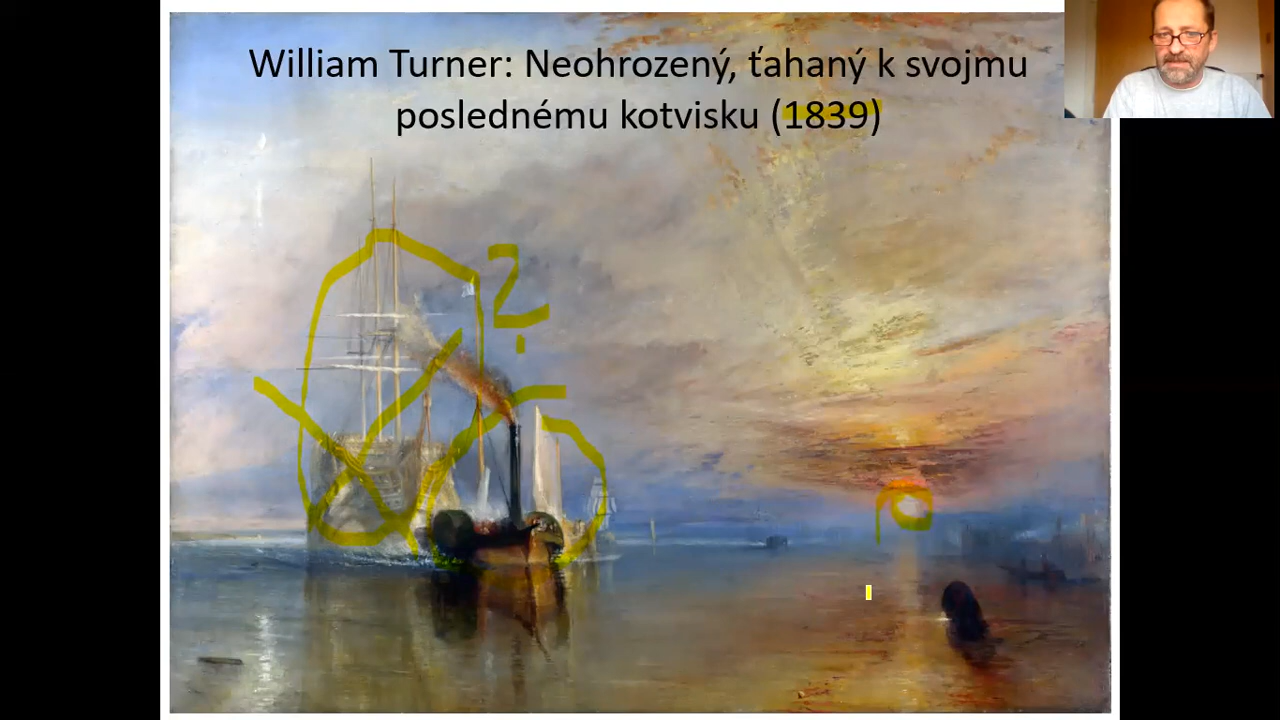 William Turner: Neohrozený, ťahaný k svojmu
poslednému kotvisku (1839)
?